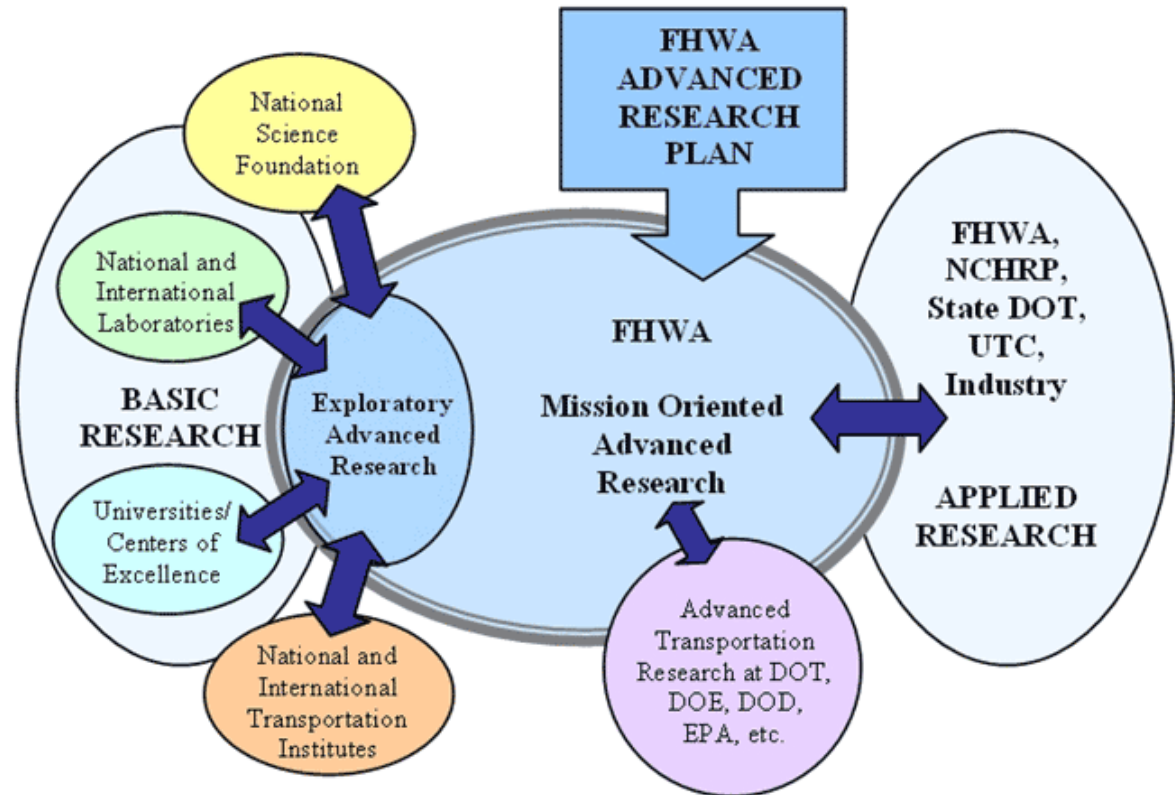 National
Science
Foundation
FHWA
ADVANCED
RESEARCH
PLAN
National and
International
Laboratories
BASIC
RESEARCH
Universities/
Centers of
Excellence
National and
International
Transportation
Institutes
Exploratory
Advanced
Research
FHWA
Mission Oriented
Advanced
Research
Advanced
Transportation
Research at DOT,
DOE, DOD,
EPA, etc.
FHWA,
NCHRP,
State DOT,
UTC,
Industry
APPLIED
RESEARCH